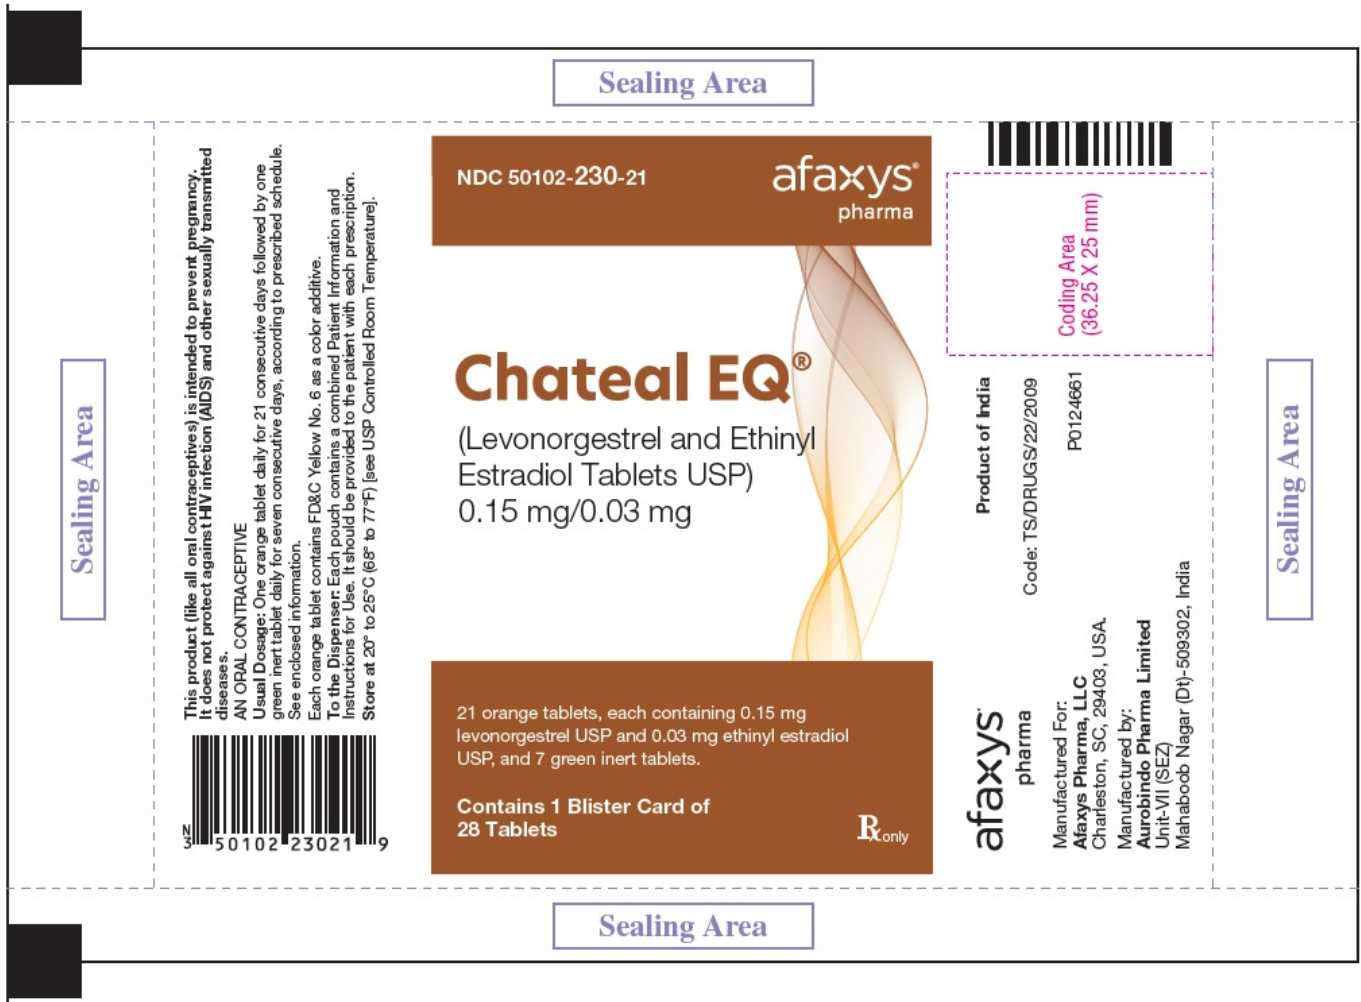 Sealing Area
Sealing Area
This product (like all oral contraceptives) is intended to prevent pregnancy.
It does not protect against HIV infection (AIDS) and other sexually transmitted
diseases.
AN ORAL CONTRACEPTIVE
Usual Dosage: One orange tablet daily for 21 consecutive days followed by one
green inert tablet daily for seven consecutive days, according to prescribed schedule.
See enclosed information.
Each orange tablet contains FD&C Yellow No. 6 as a color additive.
To the Dispenser: Each pouch contains a combined Patient Information and
Instructions for Use. It should be provided to the patient with each prescription.
Store at 20° to 25°C (68° to 77°F) [see USP Controlled Room Temperature].
N
3 50102 23021 9
NDC 50102-230-21
afaxys®
pharma
Chateal EQ®
(Levonorgestrel and Ethinyl
Estradiol Tablets USP)
0.15 mg/0.03 mg
21 orange tablets, each containing 0.15 mg
levonorgestrel USP and 0.03 mg ethinyl estradiol
USP, and 7 green inert tablets.
Contains 1 Blister Card of
28 Tablets
Rx only
Coding Area
(36.25 X 25 mm)
Product of India
Code: TS/DRUGS/22/2009
P0124661
afaxys®
pharma
Manufactured For:
Afaxys Pharma, LLC
Charleston, SC, 29403, USA.
Manufactured by:
Aurobindo Pharma Limited
Unit-VII (SEZ)
Mahaboob Nagar (Dt)-509302, India
Sealing Area
Sealing Area